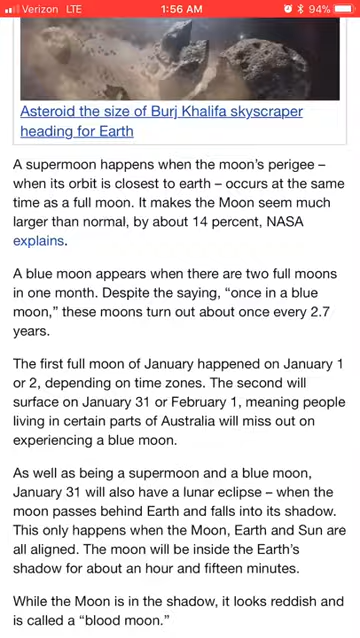 Verizon LTE 1:56 AM 94%
Asteroid the size of Burj Khalifa skyscraper
heading for Earth
A supermoon happens when the moon's perigee –
when its orbit is closest to earth – occurs at the same
time as a full moon. It makes the Moon seem much
larger than normal, by about 14 percent, NASA
explains.
A blue moon appears when there are two full moons
in one month. Despite the saying, “once in a blue
moon,” these moons turn out about once every 2.7
years.
The first full moon of January happened on January 1
or 2, depending on time zones. The second will
surface on January 31 or February 1, meaning people
living in certain parts of Australia will miss out on
experiencing a blue moon.
As well as being a supermoon and a blue moon,
January 31 will also have a lunar eclipse – when the
moon passes behind Earth and falls into its shadow.
This only happens when the Moon, Earth and Sun are
all aligned. The moon will be inside the Earth's
shadow for about an hour and fifteen minutes.
While the Moon is in the shadow, it looks reddish and
is called a “blood moon.”